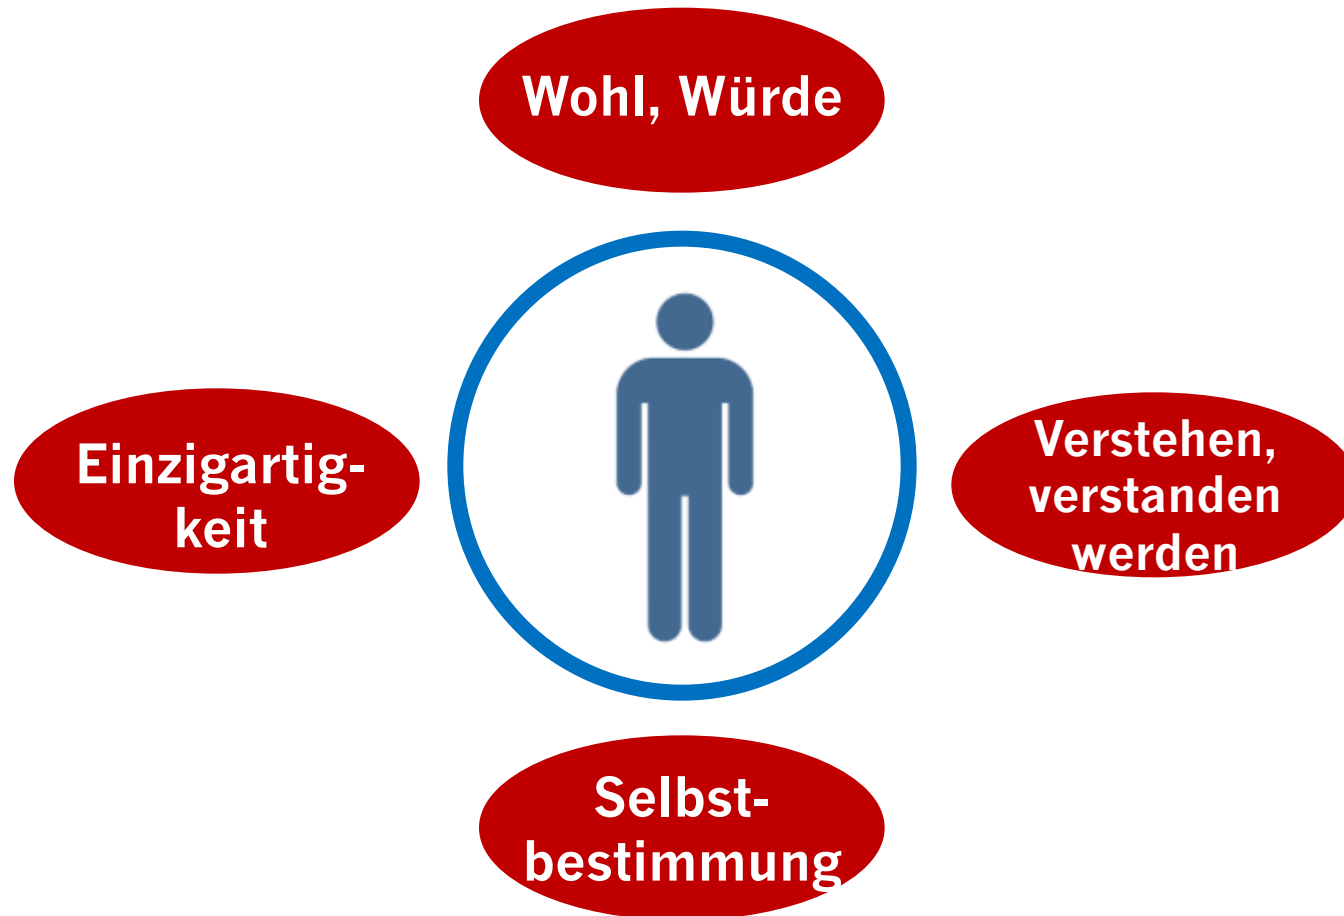 Wohl, Würde
Einzigartig-
keit
Verstehen,
verstanden
werden
Selbst-
bestimmung